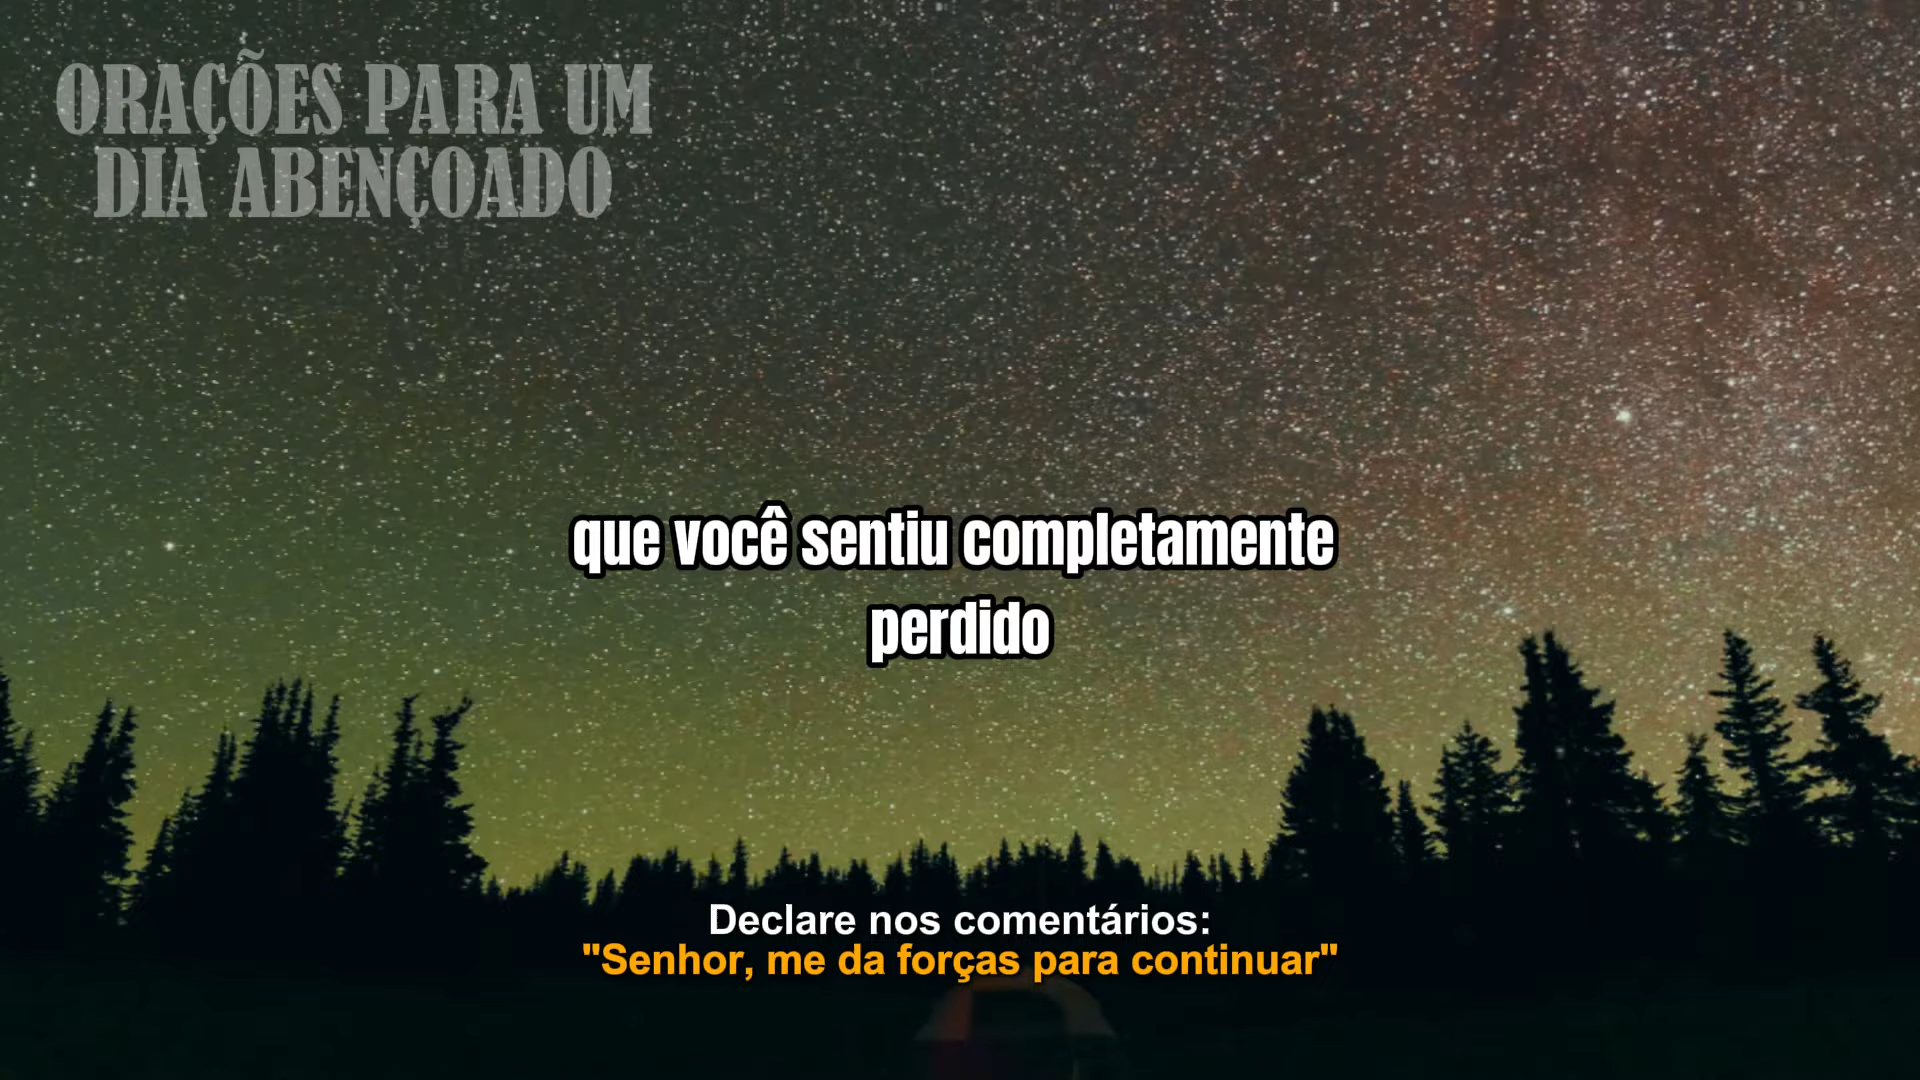 ORAÇÕES PARA UM
DIA ABENÇOADO
que você sentiu completamente
perdido
Declare nos comentários:
"Senhor, me da forças para continuar"